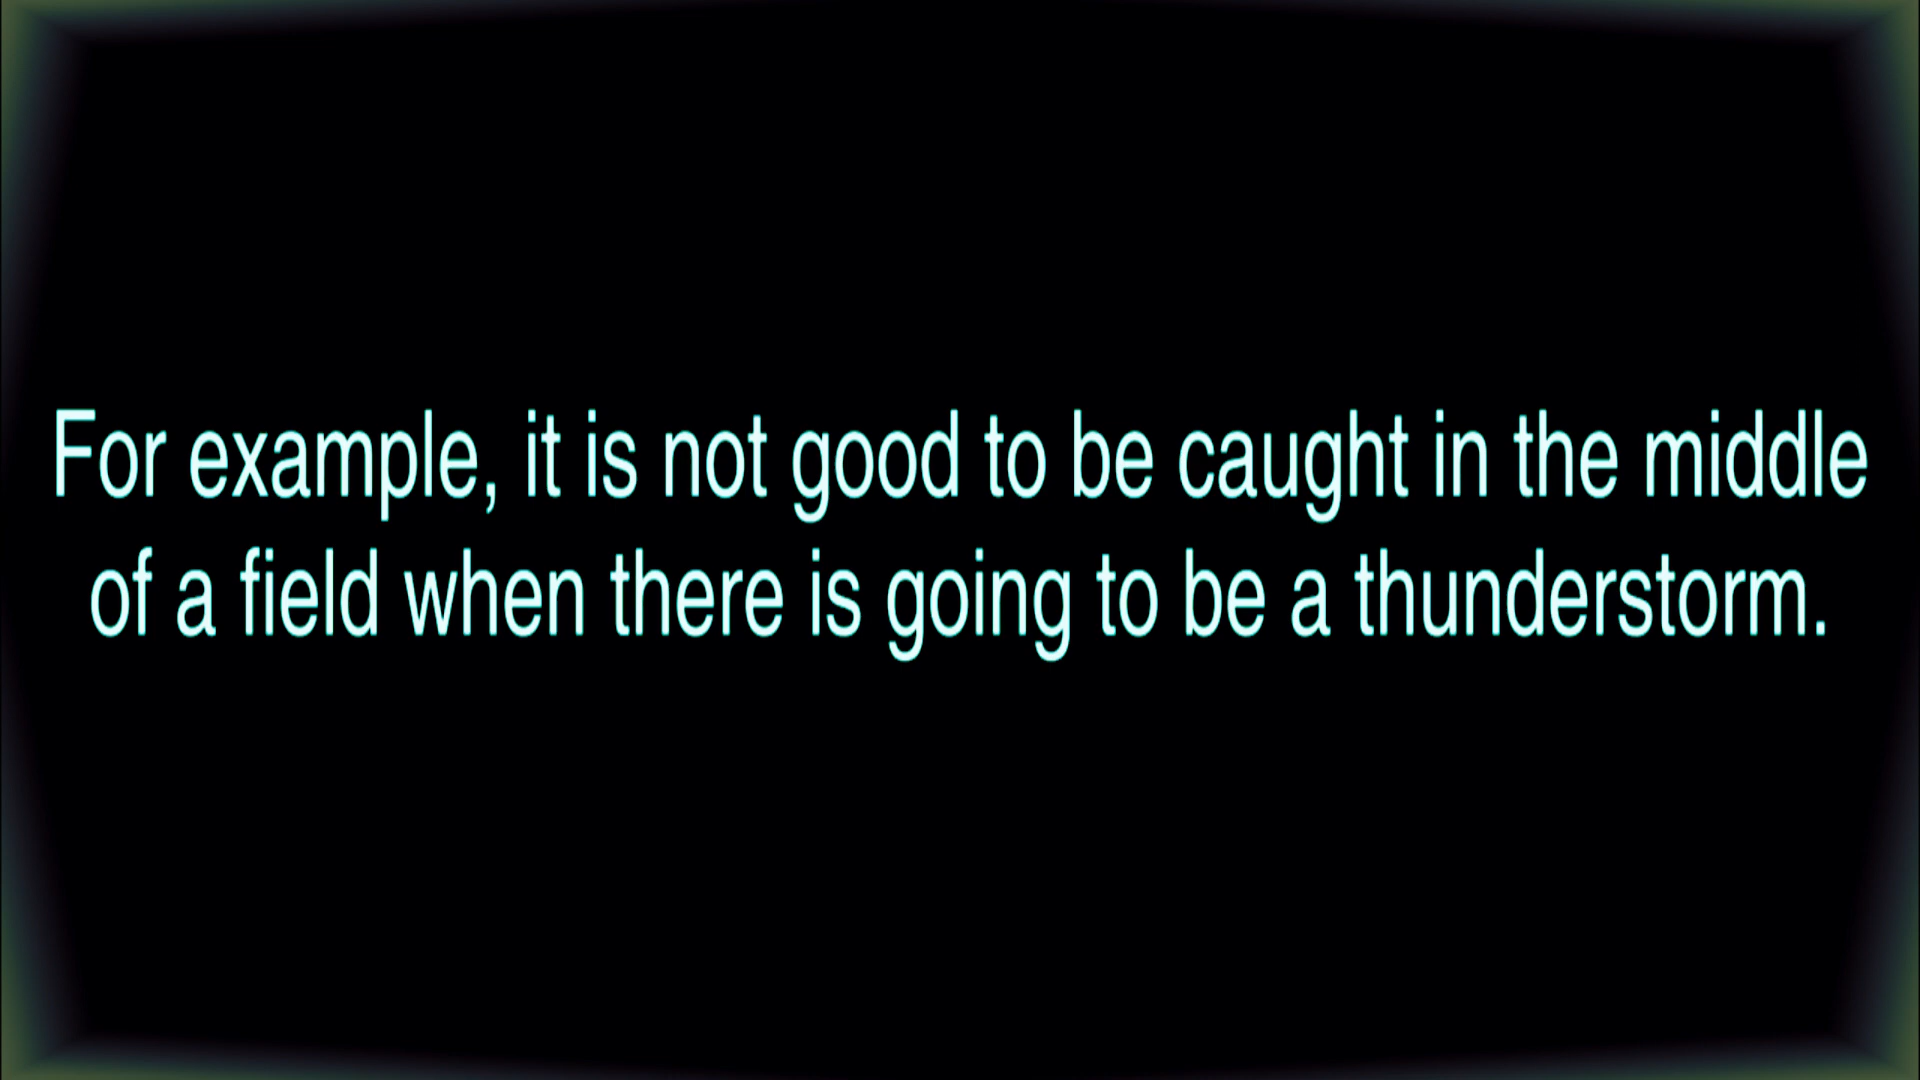 For example, it is not good to be caught in the middle
of a field when there is going to be a thunderstorm.